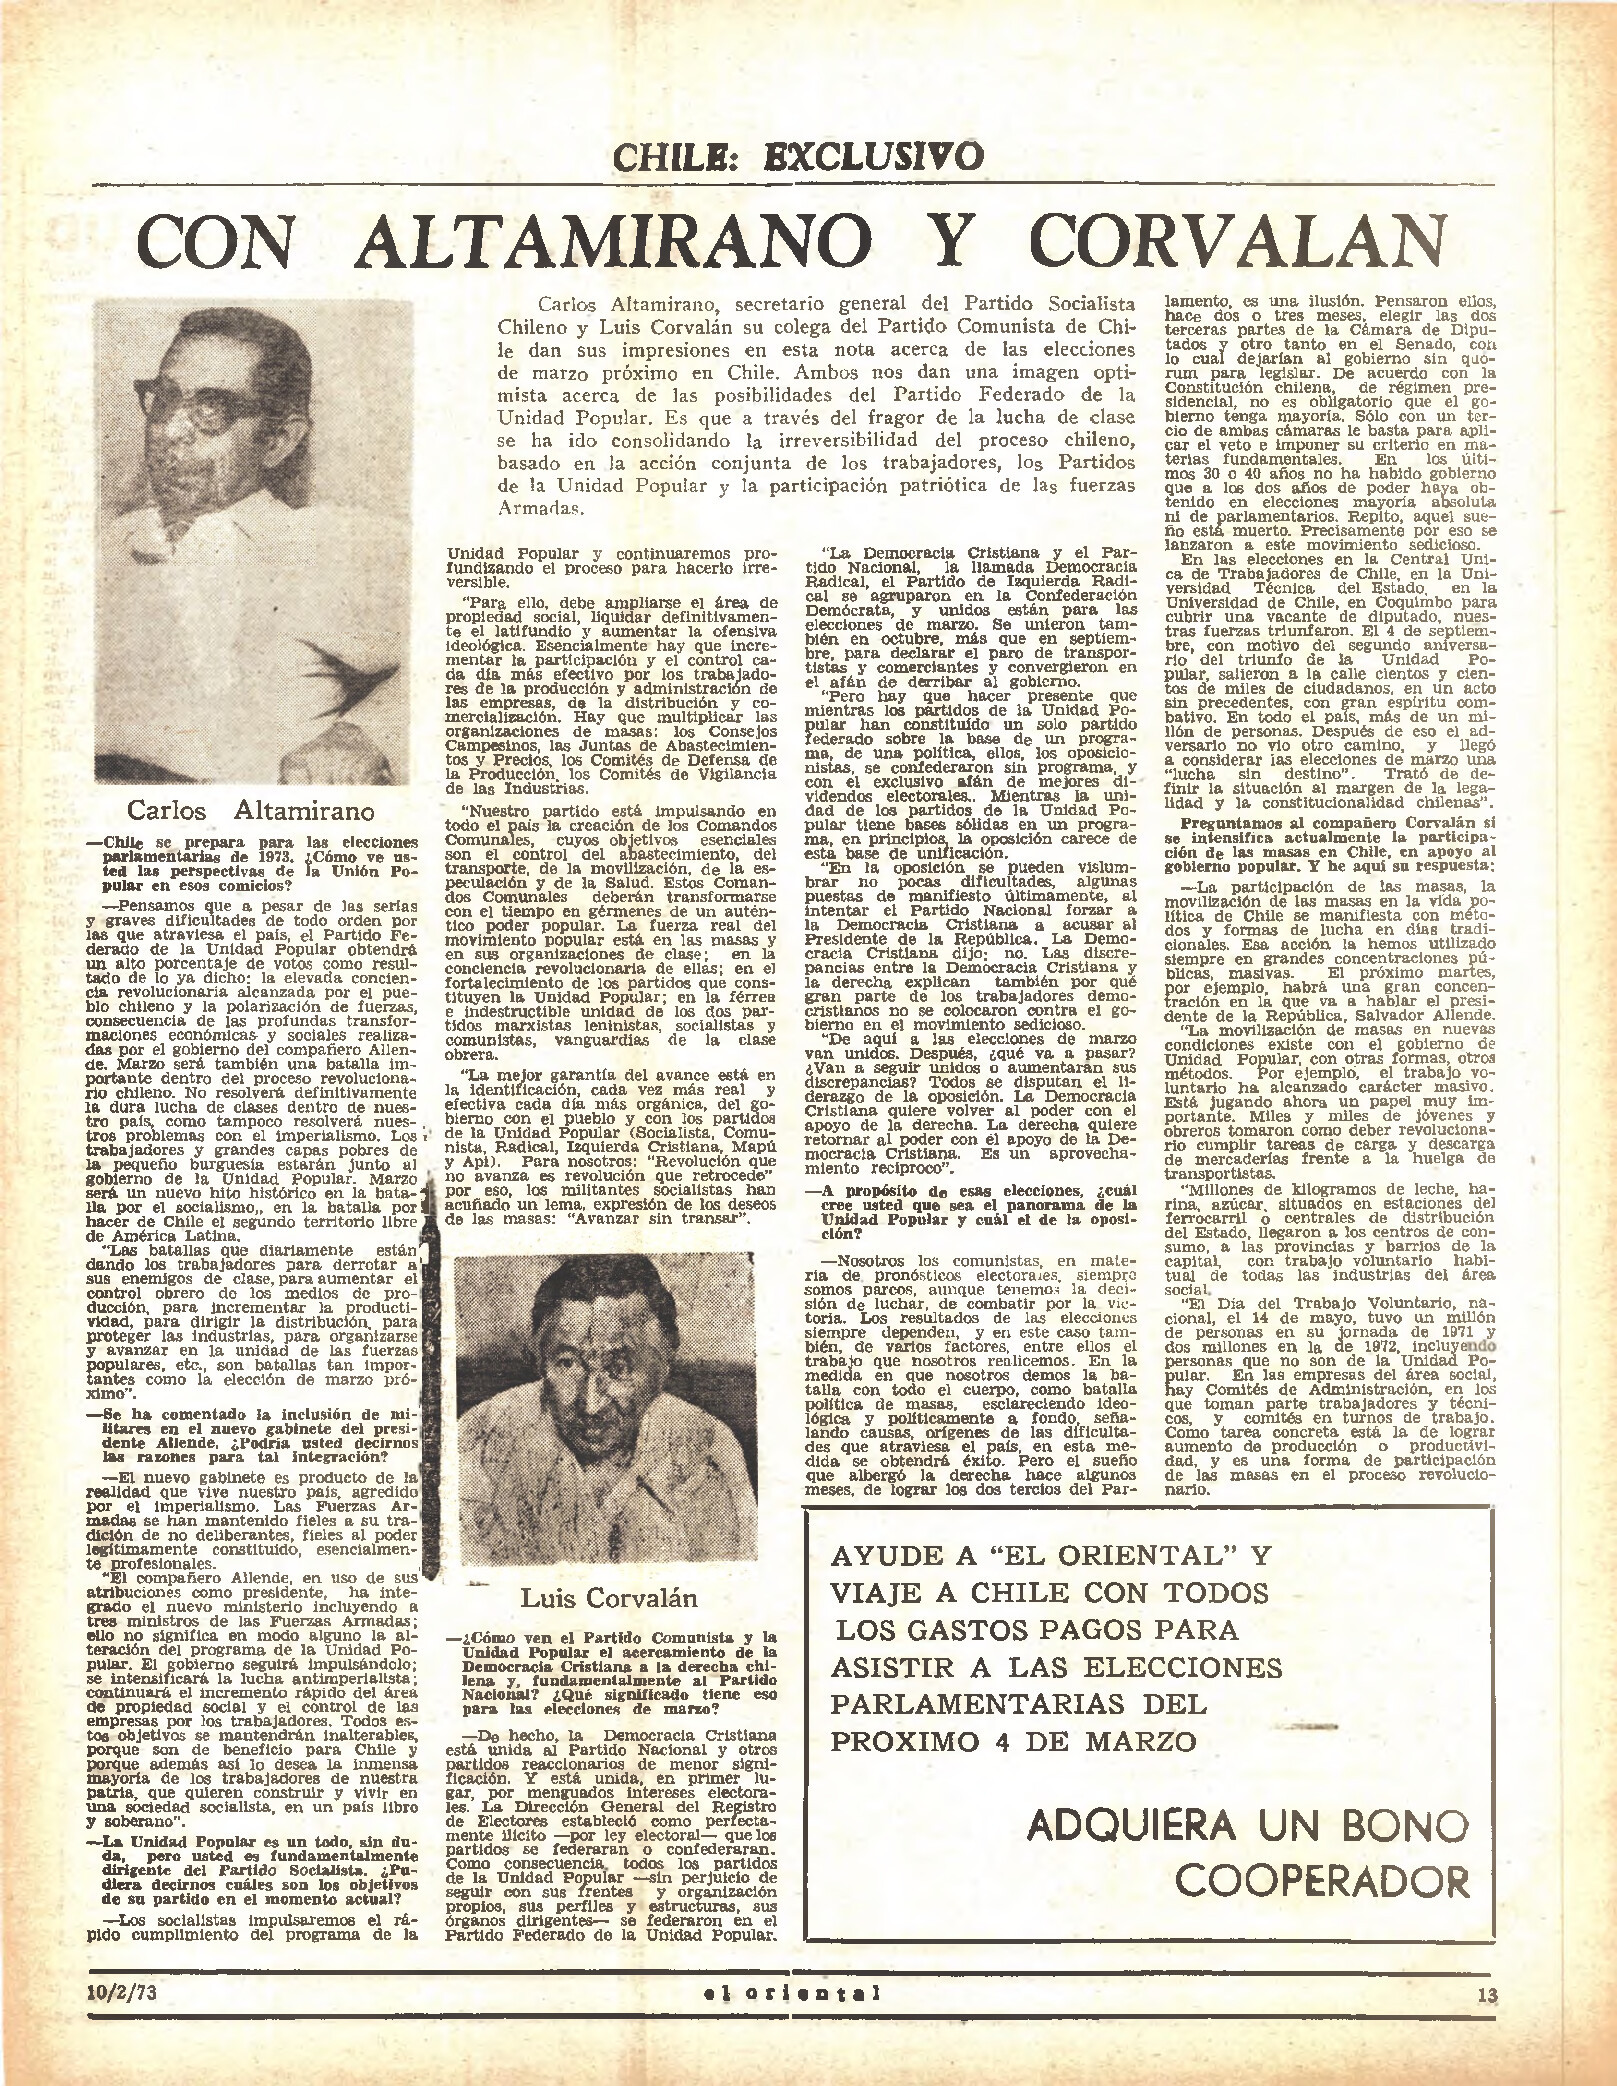 CHILE: EXCLUSIVO
CON ALTAMIRANO Y CORVALAN
Carlos Altamirano, secretario general del Partido Socialista
Chileno y Luis Corvalán su colega del Partido Comunista de Chi-
le dan sus impresiones en esta nota acerca de las elecciones
de marzo próximo en Chile. Ambos nos dan una imagen opti-
mista acerca de las posibilidades del Partido Federado de la
Unidad Popular. Es que a través del fragor de la lucha de clase
se ha ido consolidando la irreversibilidad del proceso chileno,
basado en la acción conjunta de los trabajadores, los Partidos
de la Unidad Popular y la participación patriótica de las fuerzas
Armadas.
Carlos Altamirano
—Chile se prepara para las elecciones
parlamentarias de 1973. ¿Cómo ve us-
ted las perspectivas de la Unión Po-
pular en esos comicios?
—Pensamos que a pesar de las serias
y graves dificultades de todo orden por
las que atraviesa el país, el Partido Fe-
derado de la Unidad Popular obtendrá
un alto porcentaje de votos como resul-
tado de lo ya dicho: la elevada concien-
cia revolucionaria alcanzada por el pue-
blo chileno y la polarización de fuerzas,
consecuencia de las profundas transfor-
maciones económicas y sociales realiza-
das por el gobierno del compañero Allen-
de. Marzo será también una batalla im-
portante dentro del proceso revoluciona-
rio chileno. No resolverá definitivamente
la dura lucha de clases dentro de nues-
tro país, como tampoco resolverá nues-
tros problemas con el imperialismo. Los
trabajadores y grandes capas pobres de
la pequeño burguesía estarán junto al
gobierno de la Unidad Popular. Marzo
será un nuevo hito histórico en la bata-
lla por el socialismo,, en la batalla por
hacer de Chile el segundo territorio libre
de América Latina.
"Las batallas que diariamente están
dando los trabajadores para derrotar a
sus enemigos de clase, para aumentar el
control obrero de los medios de pro-
ducción, para incrementar la producti-
vidad, para dirigir la distribución, para
proteger las industrias, para organizarse
y avanzar en la unidad de las fuerzas
populares, etc., son batallas tan impor-
tantes como la elección de marzo pró-
ximo".
—Se ha comentado la inclusión de mi-
litares en el nuevo gabinete del presi-
dente Allende. ¿Podría usted decirnos
las razones para tal integración?
—El nuevo gabinete es producto de la
realidad que vive nuestro país, agredido
por el imperialismo. Las Fuerzas Ar-
madas se han mantenido fieles a su tra-
dición de no deliberantes, fieles al poder
legítimamente constituido, esencialmen-
te profesionales.
"El compañero Allende, en uso de sus
atribuciones como presidente, ha inte-
grado el nuevo ministerio incluyendo a
tres ministros de las Fuerzas Armadas;
ello no significa en modo alguno la al-
teración del programa de la Unidad Po-
pular. El gobierno seguirá impulsándolo;
se intensificará la lucha antimperialista;
continuará el incremento rápido del área
de propiedad social y el control de las
empresas por los trabajadores. Todos es-
tos objetivos se mantendrán inalterables,
porque son de beneficio para Chile y
porque además así lo desea la inmensa
mayoría de los trabajadores de nuestra
patria, que quieren construir y vivir en
una sociedad socialista, en un país libro
y soberano".
—La Unidad Popular es un todo, sin du-
da, pero usted es fundamentalmente
dirigente del Partido Socialista. ¿Pu-
diera decirnos cuáles son los objetivos
de su partido en el momento actual?
—Los socialistas impulsaremos el rá-
pido cumplimiento del programa de la
Unidad Popular y continuaremos pro-
fundizando el proceso para hacerlo irre-
versible.
"Para ello, debe ampliarse el área de
propiedad social, liquidar definitivamen-
te el latifundio y aumentar la ofensiva
ideológica. Esencialmente hay que incre-
mentar la participación y el control ca-
da día más efectivo por los trabajado-
res de la producción y administración de
las empresas, de la distribución y co-
mercialización. Hay que multiplicar las
organizaciones de masas: los Consejos
Campesinos, las Juntas de Abastecimien-
tos y Precios, los Comités de Defensa de
la Producción, los Comités de Vigilancia
de las Industrias.
"Nuestro partido está impulsando en
todo el país la creación de los Comandos
Comunales, cuyos objetivos esenciales
son el control del abastecimiento, del
transporte, de la movilización, de la es-
peculación y de la Salud. Estos Coman-
dos Comunales deberán transformarse
con el tiempo en gérmenes de un autén-
tico poder popular. La fuerza real del
movimiento popular está en las masas y
en sus organizaciones de clase; en la
conciencia revolucionaria de ellas; en el
fortalecimiento de los partidos que cons-
tituyen la Unidad Popular; en la férrea
e indestructible unidad de los dos par-
tidos marxistas leninistas, socialistas y
comunistas, vanguardias de la clase
obrera.
"La mejor garantía del avance está en
la identificación, cada vez más real y
efectiva cada día más orgánica, del go-
bierno con el pueblo y con los partidos
de la Unidad Popular (Socialista, Comu-
nista, Radical, Izquierda Cristiana, Mapú
y Api). Para nosotros: "Revolución que
no avanza es revolución que retrocede"
por eso, los militantes socialistas han
acuñado un lema, expresión de los deseos
de las masas: "Avanzar sin transar".
Luis Corvalán
—¿Cómo ven el Partido Comunista y la
Unidad Popular el acercamiento de la
Democracia Cristiana a la derecha chi-
lena y, fundamentalmente al Partido
Nacional? ¿Qué significado tiene eso
para las elecciones de marzo?
—De hecho, la Democracia Cristiana
está unida al Partido Nacional y otros
partidos reaccionarios de menor signi-
ficación. Y está unida, en primer lu-
gar, por menguados intereses electora-
les. La Dirección General del Registro
de Electores estableció como perfecta-
mente ilícito —por ley electoral— que los
partidos se federaran o confederaran.
Como consecuencia, todos los partidos
de la Unidad Popular —sin perjuicio de
seguir con sus frentes y organización
propios, sus perfiles y estructuras, sus
órganos dirigentes— se federaron en el
Partido Federado de la Unidad Popular.
"La Democracia Cristiana y el Par-
tido Nacional, la llamada Democracia
Radical, el Partido de Izquierda Radi-
cal se agruparon en la Confederación
Demócrata, y unidos están para las
elecciones de marzo. Se unieron tam-
bién en octubre, más que en septiem-
bre, para declarar el paro de transpor-
tistas y comerciantes y convergieron en
el afán de derribar al gobierno.
"Pero hay que hacer presente que
mientras los partidos de la Unidad Po-
pular han constituído un solo partido
federado sobre la base de un progra-
ma, de una política, ellos, los oposicio-
nistas, se confederaron sin programa, y
con el exclusivo afán de mejores di-
videndos electorales.. Mientras la uni-
dad de los partidos de la Unidad Po-
pular tiene bases sólidas en un progra-
ma, en principios, la oposición carece de
esta base de unificación.
"En la oposición se pueden vislum-
brar no pocas dificultades, algunas
puestas de manifiesto últimamente, al
intentar el Partido Nacional forzar a
la Democracia Cristiana a acusar al
Presidente de la República. La Demo-
cracia Cristiana dijo: no. Las discre-
pancias entre la Democracia Cristiana y
la derecha explican también por qué
gran parte de los trabajadores demo-
cristianos no se colocaron contra el go-
bierno en el movimiento sedicioso.
"De aquí a las elecciones de marzo
van unidos. Después, ¿qué va a pasar?
¿Van a seguir unidos o aumentarán sus
discrepancias? Todos se disputan el li-
derazgo de la oposición. La Democracia
Cristiana quiere volver al poder con el
apoyo de la derecha. La derecha quiere
retornar al poder con el apoyo de la De-
mocracia Cristiana. Es un aprovecha-
miento recíproco".
—A propósito de esas elecciones, ¿cuál
cree usted que sea el panorama de la
Unidad Popular y cuál el de la oposi-
ción?
—Nosotros los comunistas, en mate-
ria de pronósticos electorales, siempre
somos parcos, aunque tenemos la deci-
sión de luchar, de combatir por la vic-
toria. Los resultados de las elecciones
siempre dependen, y en este caso tam-
bién, de varios factores, entre ellos el
trabajo que nosotros realicemos. En la
medida en que nosotros demos la ba-
talla con todo el cuerpo, como batalla
política de masas, esclareciendo ideo-
lógica y políticamente a fondo, seña-
lando causas, orígenes de las dificulta-
des que atraviesa el país, en esta me-
dida se obtendrá éxito. Pero el sueño
que albergó la derecha hace algunos
meses, de lograr los dos tercios del Par-
lamento, es una ilusión. Pensaron ellos,
hace dos o tres meses, elegir las dos
terceras partes de la Cámara de Dipu-
tados y otro tanto en el Senado, con
lo cual dejarían al gobierno sin quó-
rum para legislar. De acuerdo con la
Constitución chilena, de régimen pre-
sidencial, no es obligatorio que el go-
bierno tenga mayoría. Sólo con un ter-
cio de ambas cámaras le basta para apli-
car el veto e imponer su criterio en ma-
terias fundamentales. En los últi-
mos 30 o 40 años no ha habido gobierno
que a los dos años de poder haya ob-
tenido en elecciones mayoría absoluta
ni de parlamentarios. Repito, aquel sue-
ño está muerto. Precisamente por eso se
lanzaron a este movimiento sedicioso.
En las elecciones en la Central Uni-
ca de Trabajadores de Chile, en la Uni-
versidad Técnica del Estado, en la
Universidad de Chile, en Coquimbo para
cubrir una vacante de diputado, nues-
tras fuerzas triunfaron. El 4 de septiem-
bre, con motivo del segundo aniversa-
rio del triunfo de la Unidad Po-
pular, salieron a la calle cientos y cien-
tos de miles de ciudadanos, en un acto
sin precedentes, con gran espíritu com-
bativo. En todo el país, más de un mi-
llón de personas. Después de eso el ad-
versario no vio otro camino, y llegó
a considerar las elecciones de marzo una
"lucha sin destino". Trató de de-
finir la situación al margen de la lega-
lidad y la constitucionalidad chilenas".
Preguntamos al compañero Corvalán si
se intensifica actualmente la participa-
ción de las masas en Chile, en apoyo al
gobierno popular. Y he aquí su respuesta:
—La participación de las masas, la
movilización de las masas en la vida po-
lítica de Chile se manifiesta con méto-
dos y formas de lucha en días tradi-
cionales. Esa acción la hemos utilizado
siempre en grandes concentraciones pú-
blicas, masivas. El próximo martes,
por ejemplo, habrá una gran concen-
tración en la que va a hablar el presi-
dente de la República, Salvador Allende.
"La movilización de masas en nuevas
condiciones existe con el gobierno de
Unidad Popular, con otras formas, otros
métodos. Por ejemplo, el trabajo vo-
luntario ha alcanzado carácter masivo.
Está jugando ahora un papel muy im-
portante. Miles y miles de jóvenes y
obreros tomaron como deber revoluciona-
rio cumplir tareas de carga y descarga
de mercaderías frente a la huelga de
transportistas.
"Millones de kilogramos de leche, ha-
rina, azúcar, situados en estaciones del
ferrocarril o centrales de distribución
del Estado, llegaron a los centros de con-
sumo, a las provincias y barrios de la
capital, con trabajo voluntario habi-
tual de todas las industrias del área
social.
"El Día del Trabajo Voluntario, na-
cional, el 14 de mayo, tuvo un millón
de personas en su jornada de 1971 y
dos millones en la de 1972, incluyendo
personas que no son de la Unidad Po-
pular. En las empresas del área social,
hay Comités de Administración, en los
que toman parte trabajadores y técni-
cos, y comités en turnos de trabajo.
Como tarea concreta está la de lograr
aumento de producción o productivi-
dad, y es una forma de participación
de las masas en el proceso revolucio-
nario.
AYUDE A "EL ORIENTAL" Y
VIAJE A CHILE CON TODOS
LOS GASTOS PAGOS PARA
ASISTIR A LAS ELECCIONES
PARLAMENTARIAS DEL
PROXIMO 4 DE MARZO
ADQUIERA UN BONO
COOPERADOR
10/2/73
el oriental
13